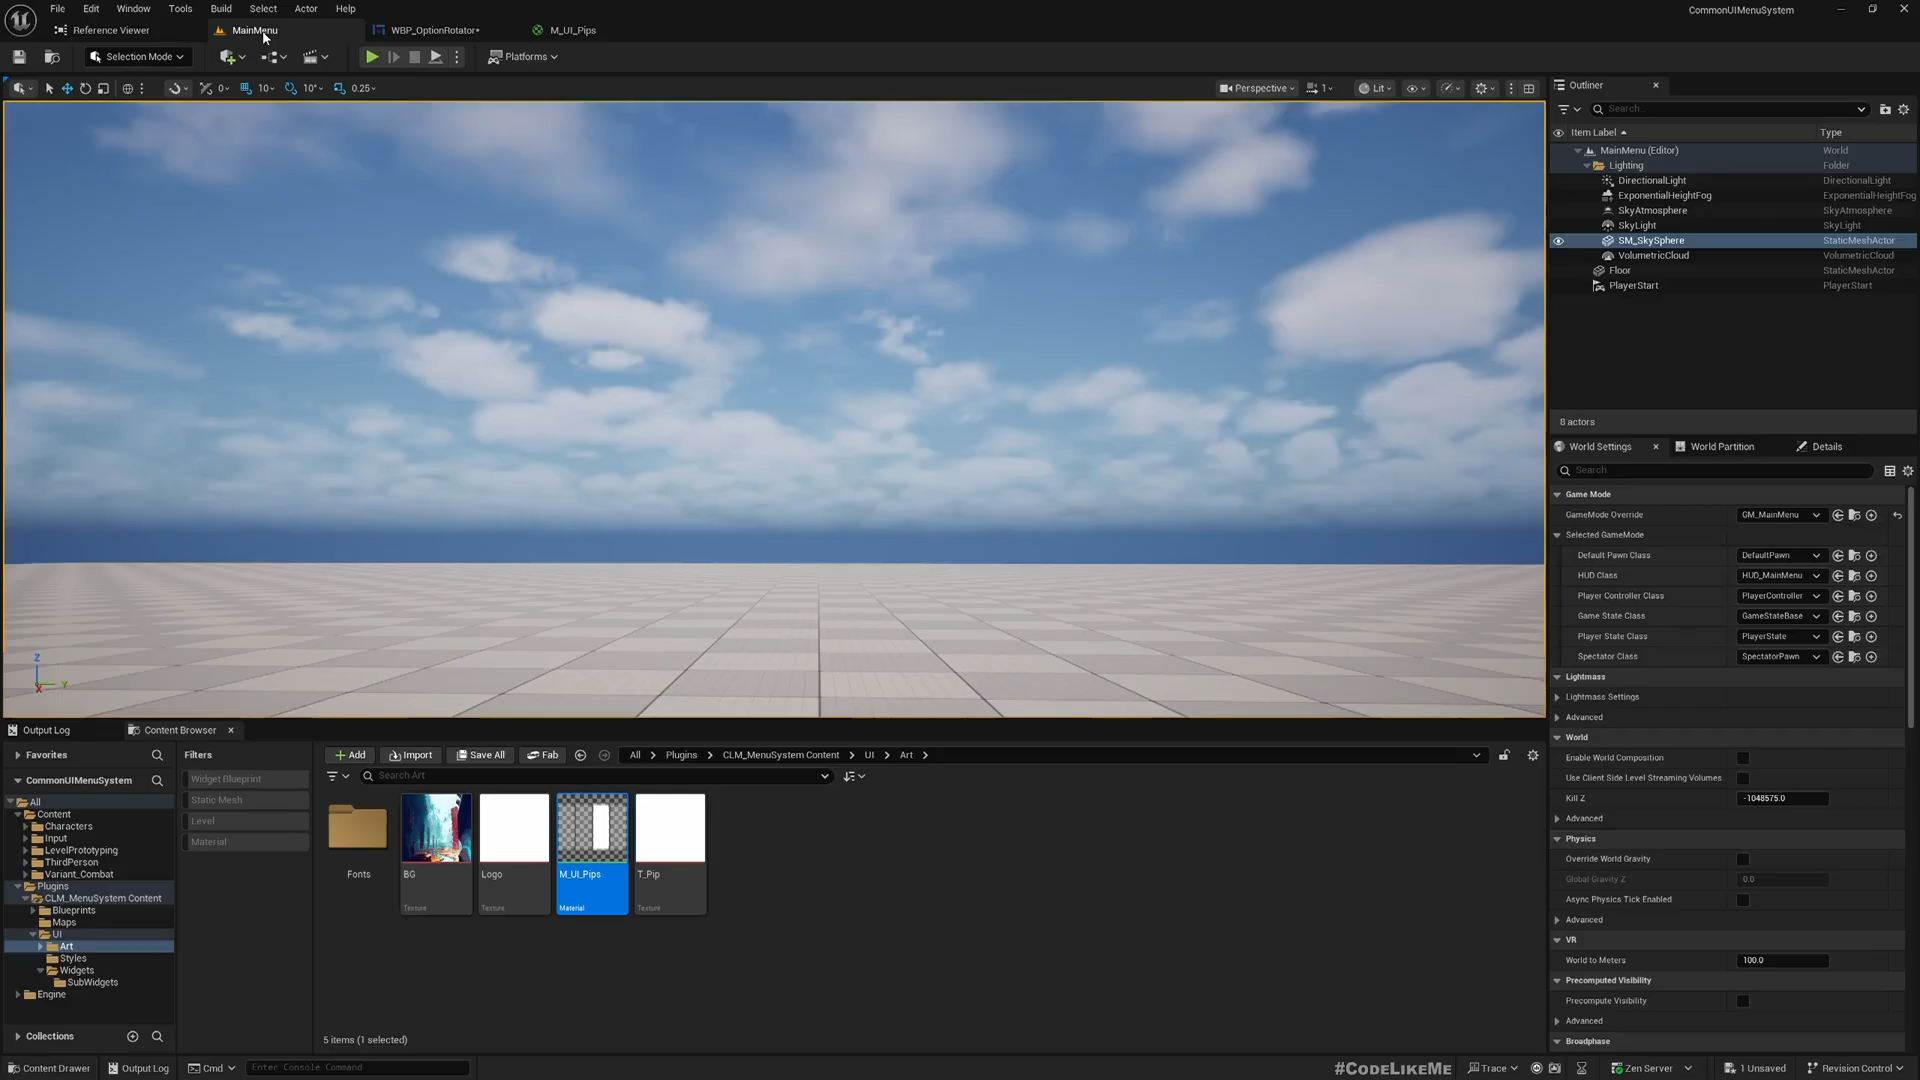 File Edit Window Tools Build Select Actor Help
CommonUIMenuSystem
Reference Viewer
MainMenu
WBP_OptionRotator•
M_UI_Pips
Selection Mode
Platforms
0
10
10°
0.25
Perspective
1
Lit
Z
Y
X
Outliner
Search...
Item Label
Type
MainMenu (Editor) World
Lighting Folder
DirectionalLight DirectionalLight
ExponentialHeightFog ExponentialHeightFog
SkyAtmosphere SkyAtmosphere
SkyLight SkyLight
SM_SkySphere StaticMeshActor
VolumetricCloud VolumetricCloud
Floor StaticMeshActor
PlayerStart PlayerStart
8 actors
World Settings
World Partition
Details
Search
Game Mode
GameMode Override GM_MainMenu
Selected GameMode
Default Pawn Class DefaultPawn
HUD Class HUD_MainMenu
Player Controller Class PlayerController
Game State Class GameStateBase
Player State Class PlayerState
Spectator Class SpectatorPawn
Lightmass
Lightmass Settings
Advanced
World
Enable World Composition
Use Client Side Level Streaming Volumes
Kill Z -1048575.0
Advanced
Physics
Override World Gravity
Global Gravity Z 0.0
Async Physics Tick Enabled
Advanced
VR
World to Meters 100.0
Precomputed Visibility
Precompute Visibility
Advanced
Broadphase
Output Log
Content Browser
Favorites
CommonUIMenuSystem
All
Content
Characters
Input
LevelPrototyping
ThirdPerson
Variant_Combat
Plugins
CLM_MenuSystem Content
Blueprints
Maps
UI
Art
Styles
Widgets
SubWidgets
Engine
Collections
Filters
Widget Blueprint
Static Mesh
Level
Material
Add
Import
Save All
Fab
All > Plugins > CLM_MenuSystem Content > UI > Art >
Search Art
Fonts
BG
Texture
Logo
Texture
M_UI_Pips
Material
T_Pip
Texture
5 items (1 selected)
Content Drawer
Output Log
Cmd
Enter Console Command
#CODELIKEME
Trace
Zen Server
1 Unsaved
Revision Control